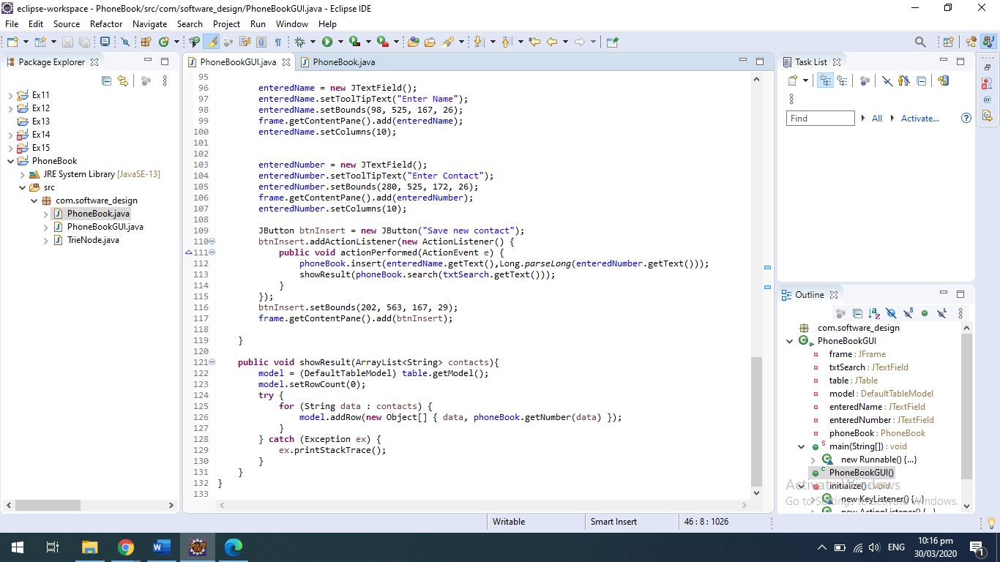 eclipse-workspace - PhoneBook/src/com/software_design/PhoneBookGUI.java - Eclipse IDE
File Edit Source Refactor Navigate Search Project Run Window Help
Package Explorer
Ex11
Ex12
Ex13
Ex14
Ex15
PhoneBook
JRE System Library [JavaSE-13]
src
com.software_design
PhoneBook.java
PhoneBookGUI.java
TrieNode.java
PhoneBookGUI.java PhoneBook.java
95
96 enteredName = new JTextField();
97 enteredName.setToolTipText("Enter Name");
98 enteredName.setBounds(98, 525, 167, 26);
99 frame.getContentPane().add(enteredName);
100 enteredName.setColumns(10);
101
102
103 enteredNumber = new JTextField();
104 enteredNumber.setToolTipText("Enter Contact");
105 enteredNumber.setBounds(280, 525, 172, 26);
106 frame.getContentPane().add(enteredNumber);
107 enteredNumber.setColumns(10);
108
109 JButton btnInsert = new JButton("Save new contact");
110 btnInsert.addActionListener(new ActionListener() {
111 public void actionPerformed(ActionEvent e) {
112 phoneBook.insert(enteredName.getText(),Long.parseLong(enteredNumber.getText()));
113 showResult(phoneBook.search(txtSearch.getText()));
114 }
115 });
116 btnInsert.setBounds(202, 563, 167, 29);
117 frame.getContentPane().add(btnInsert);
118
119 }
120
121 public void showResult(ArrayList<String> contacts){
122 model = (DefaultTableModel) table.getModel();
123 model.setRowCount(0);
124 try {
125 for (String data : contacts) {
126 model.addRow(new Object[] { data, phoneBook.getNumber(data) });
127 }
128 } catch (Exception ex) {
129 ex.printStackTrace();
130 }
131 }
132 }
133
Task List
Find All Activate...
Outline
com.software_design
PhoneBookGUI
frame : JFrame
txtSearch : JTextField
table : JTable
model : DefaultTableModel
enteredName : JTextField
enteredNumber : JTextField
phoneBook : PhoneBook
main(String[]) : void
new Runnable() {...}
PhoneBookGUI()
initialize() : void
new KeyListener() {...}
new ActionListener() {...}
Activate Windows
Go to Settings to activate Windows.
Writable Smart Insert 46 : 8 : 1026
ENG
10:16 pm
30/03/2020
1